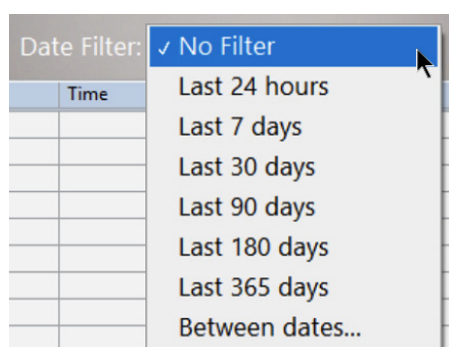 Date Filter: ✓ No Filter
Time
Last 24 hours
Last 7 days
Last 30 days
Last 90 days
Last 180 days
Last 365 days
Between dates...